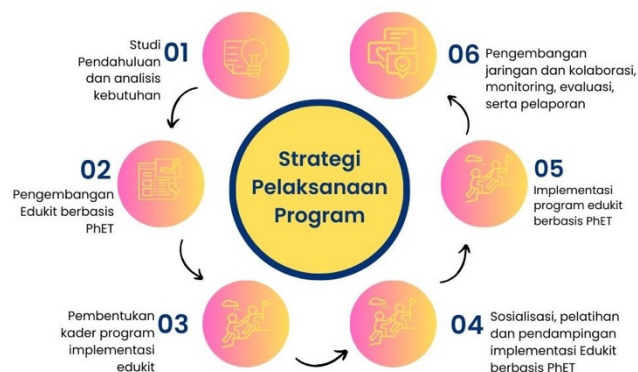 Strategi
Pelaksanaan
Program
01
Studi
Pendahuluan
dan analisis
kebutuhan
02
Pengembangan
Edukit berbasis
PhET
03
Pembentukan
kader program
implementasi
edukit
04
Sosialisasi, pelatihan
dan pendampingan
implementasi Edukit
berbasis PhET
05
Implementasi
program edukit
berbasis PhET
06
Pengembangan
jaringan dan kolaborasi,
monitoring, evaluasi,
serta pelaporan